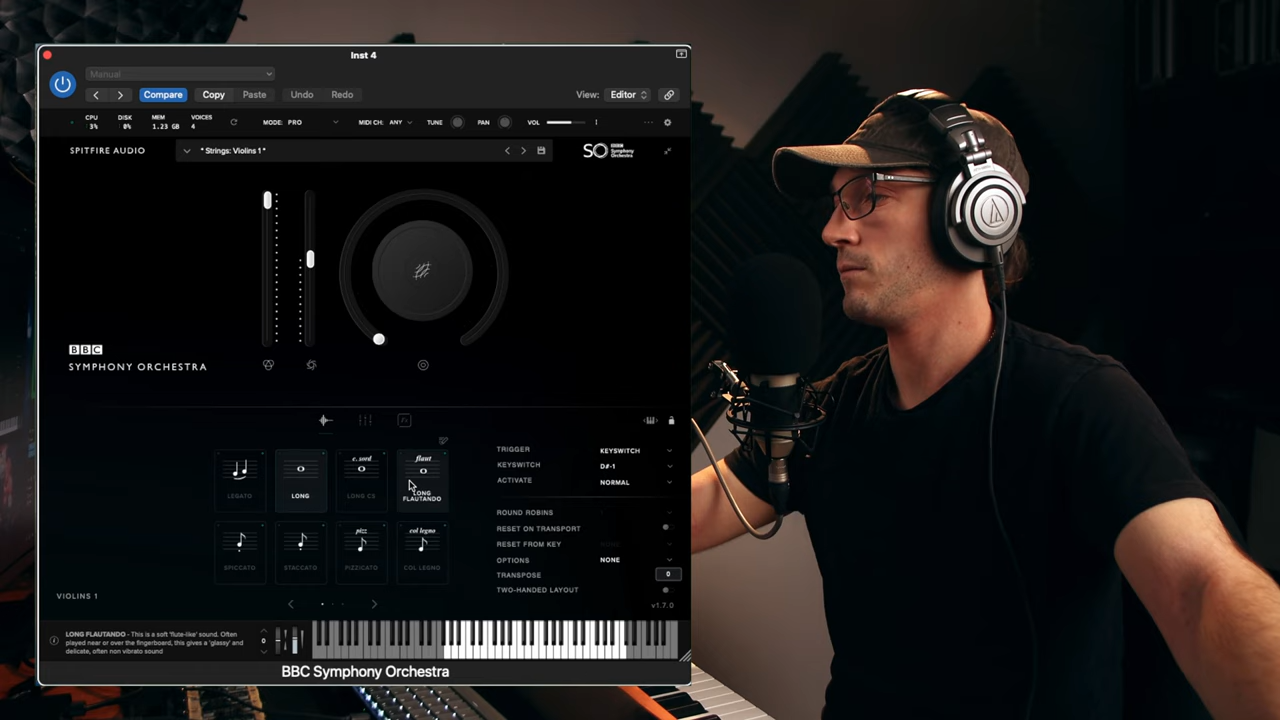 Inst 4
Manual
Compare Copy Paste Undo Redo View: Editor
CPU DISK MEM VOICES
3% 0% 1.23 GB 4
MODE: PRO MIDI CH: ANY TUNE PAN VOL
SPITFIRE AUDIO
* Strings: Violins 1 *
SO BBC Symphony Orchestra
BBC
SYMPHONY ORCHESTRA
LEGATO
LONG
c. sord
LONG CS
flaut
LONG
FLAUTANDO
SPICCATO
STACCATO
pizz
PIZZICATO
col legno
COL LEGNO
TRIGGER KEYSWITCH
KEYSWITCH D#-1
ACTIVATE NORMAL
ROUND ROBINS
RESET ON TRANSPORT
RESET FROM KEY
OPTIONS NONE
TRANSPOSE 0
TWO-HANDED LAYOUT
VIOLINS 1
v1.7.0
LONG FLAUTANDO - This is a soft 'flute-like' sound. Often
played near or over the fingerboard, this gives a 'glassy' and
delicate, often non vibrato sound
0
BBC Symphony Orchestra